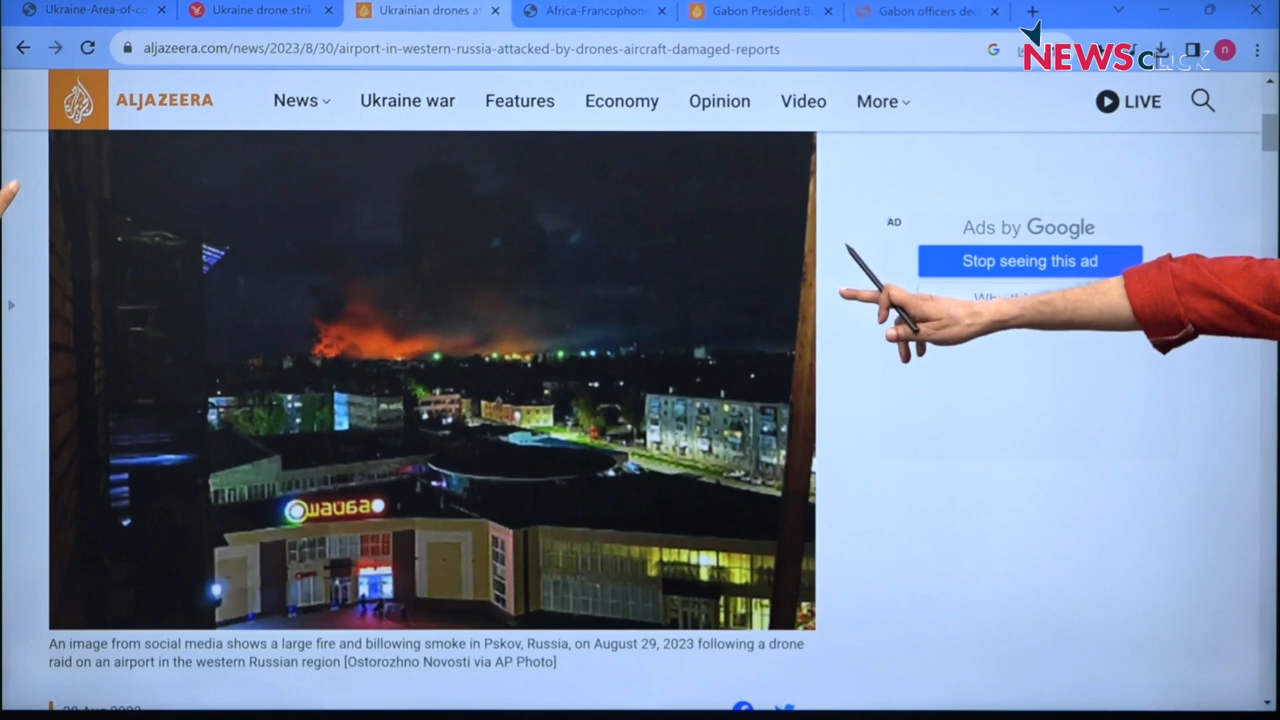 Ukraine-Area-of-co
Ukraine drone strik
Ukrainian drones at
Africa-Francophon
Gabon President B
Gabon officers dec
aljazeera.com/news/2023/8/30/airport-in-western-russia-attacked-by-drones-aircraft-damaged-reports
G
n
NEWSCLICK
ALJAZEERA
News
Ukraine war
Features
Economy
Opinion
Video
More
LIVE
AD
Ads by Google
Stop seeing this ad
шайба
An image from social media shows a large fire and billowing smoke in Pskov, Russia, on August 29, 2023 following a drone
raid on an airport in the western Russian region [Ostorozhno Novosti via AP Photo]